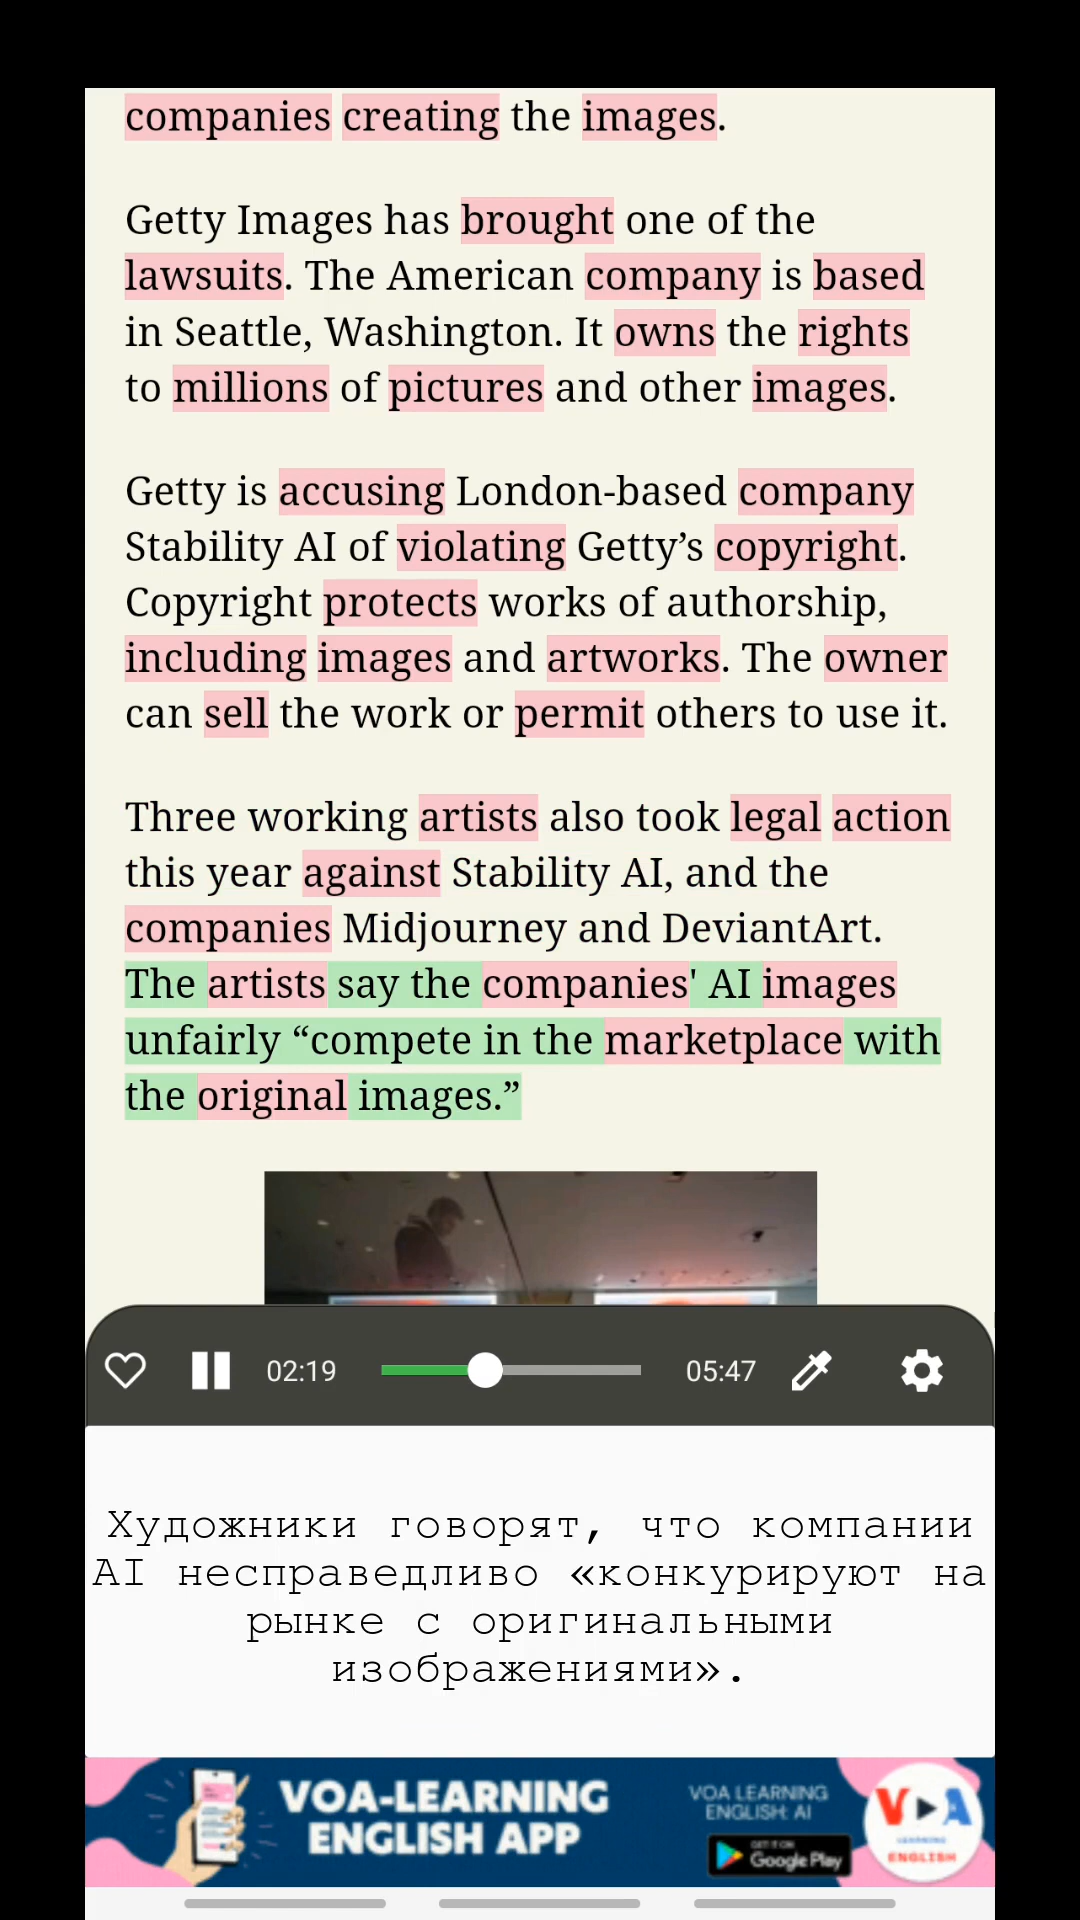 companies creating the images.
Getty Images has brought one of the
lawsuits. The American company is based
in Seattle, Washington. It owns the rights
to millions of pictures and other images.
Getty is accusing London-based company
Stability AI of violating Getty’s copyright.
Copyright protects works of authorship,
including images and artworks. The owner
can sell the work or permit others to use it.
Three working artists also took legal action
this year against Stability AI, and the
companies Midjourney and DeviantArt.
The artists say the companies' AI images
unfairly “compete in the marketplace with
the original images.”
02:19 05:47
Художники говорят, что компании
AI несправедливо «конкурируют на
рынке с оригинальными
изображениями».
VOA-LEARNING
ENGLISH APP
VOA LEARNING
ENGLISH: AI
GET IT ON
Google Play
VOA
LEARNING
ENGLISH